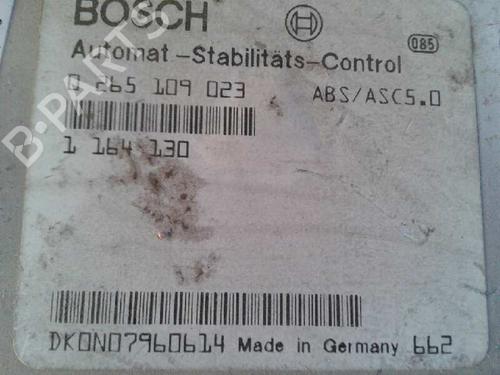 BOSCH
085
Automat-Stabilitäts-Control
0 265 109 023 ABS/ASC5.0
1 164 130
B-PARTS
DK0N07960614 Made in Germany 662